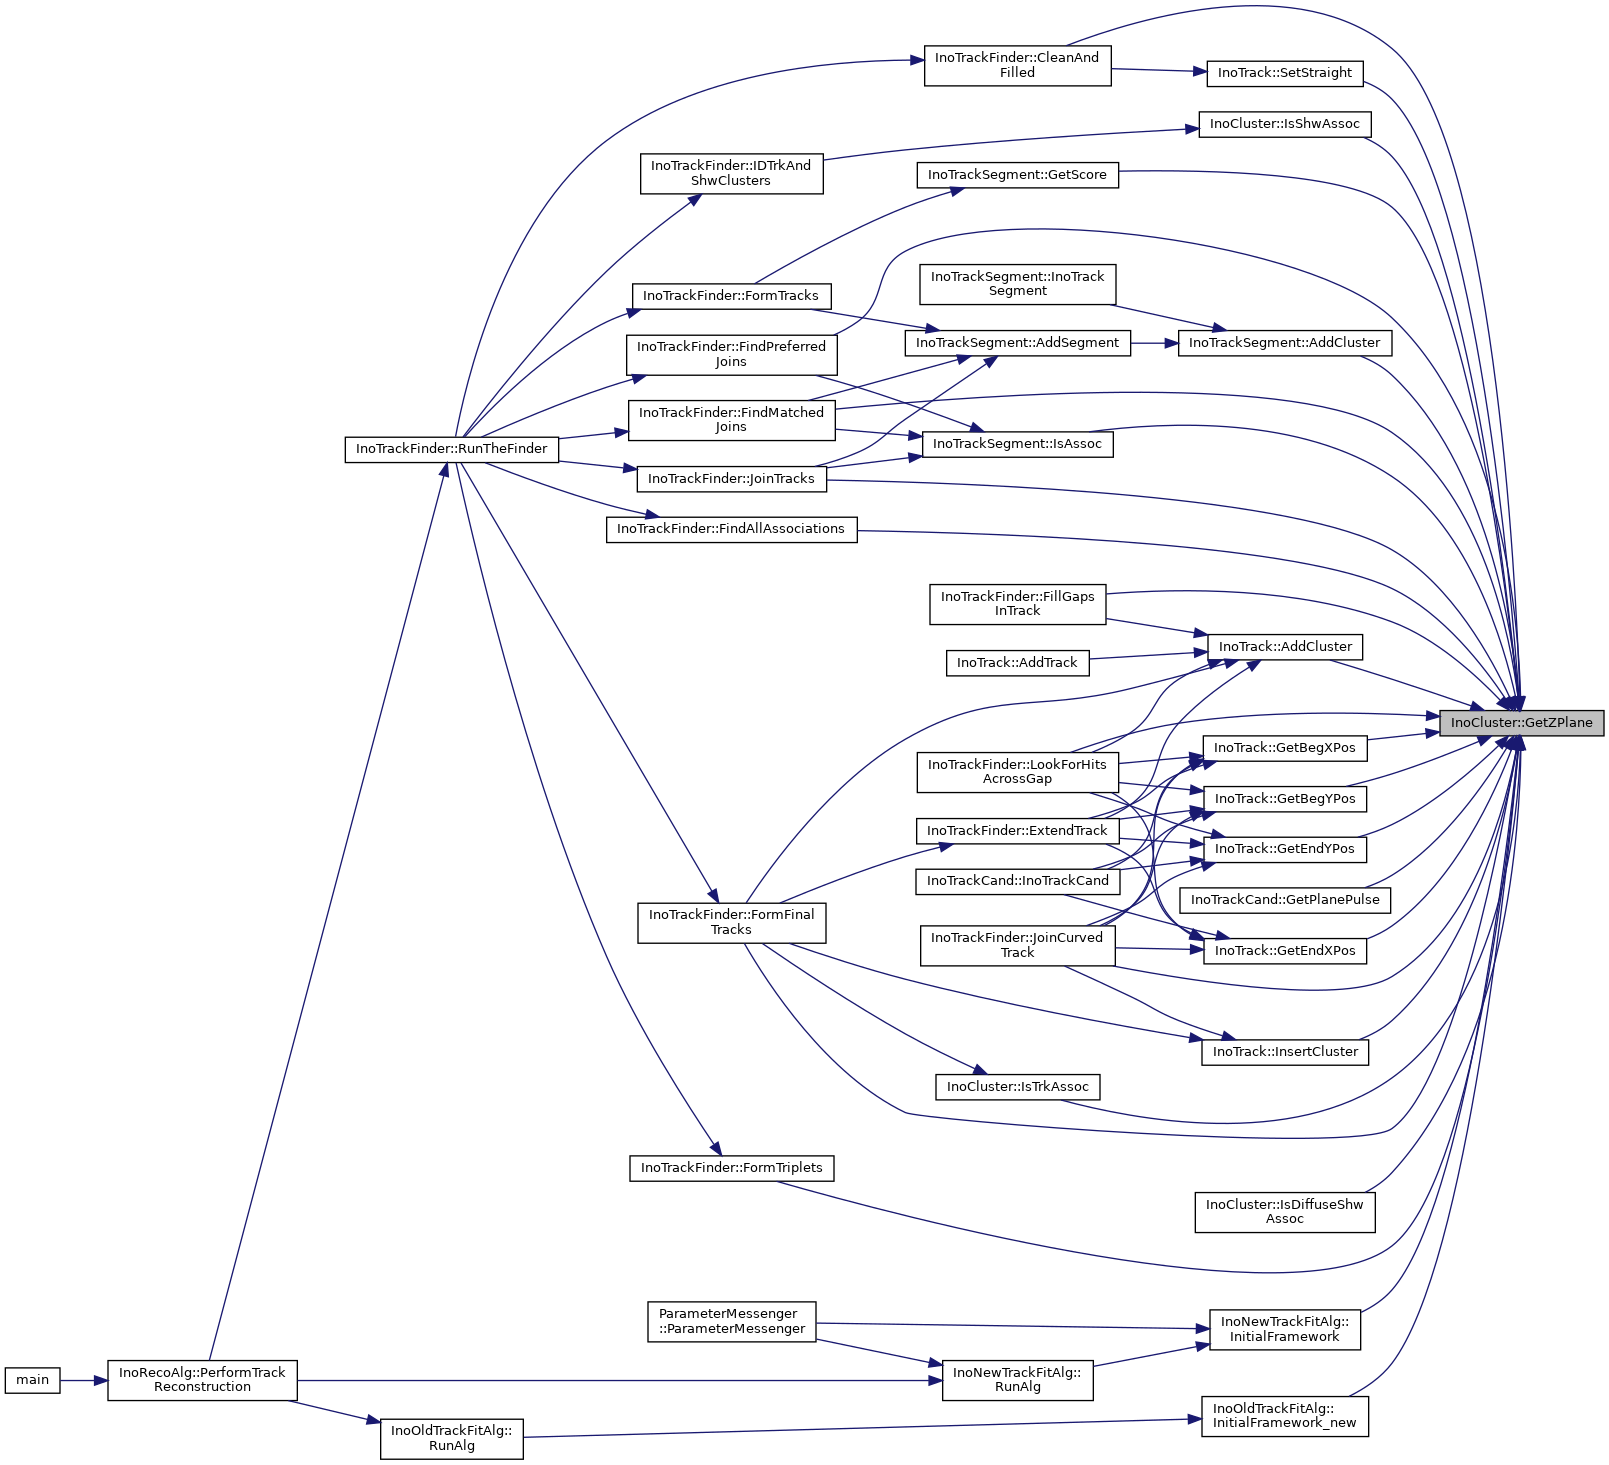 InoTrackFinder::CleanAnd
Filled
InoTrack::SetStraight
InoCluster::IsShwAssoc
InoTrackFinder::IDTrkAnd
ShwClusters
InoTrackSegment::GetScore
InoTrackSegment::InoTrack
Segment
InoTrackFinder::FormTracks
InoTrackFinder::FindPreferred
Joins
InoTrackSegment::AddSegment
InoTrackSegment::AddCluster
InoTrackFinder::FindMatched
Joins
InoTrackSegment::IsAssoc
InoTrackFinder::RunTheFinder
InoTrackFinder::JoinTracks
InoTrackFinder::FindAllAssociations
InoTrackFinder::FillGaps
InTrack
InoTrack::AddCluster
InoTrack::AddTrack
InoCluster::GetZPlane
InoTrack::GetBegXPos
InoTrackFinder::LookForHits
AcrossGap
InoTrack::GetBegYPos
InoTrackFinder::ExtendTrack
InoTrack::GetEndYPos
InoTrackCand::InoTrackCand
InoTrackCand::GetPlanePulse
InoTrackFinder::FormFinal
Tracks
InoTrackFinder::JoinCurved
Track
InoTrack::GetEndXPos
InoTrack::InsertCluster
InoCluster::IsTrkAssoc
InoTrackFinder::FormTriplets
InoCluster::IsDiffuseShw
Assoc
ParameterMessenger
::ParameterMessenger
InoNewTrackFitAlg::
InitialFramework
main
InoRecoAlg::PerformTrack
Reconstruction
InoNewTrackFitAlg::
RunAlg
InoOldTrackFitAlg::
InitialFramework_new
InoOldTrackFitAlg::
RunAlg